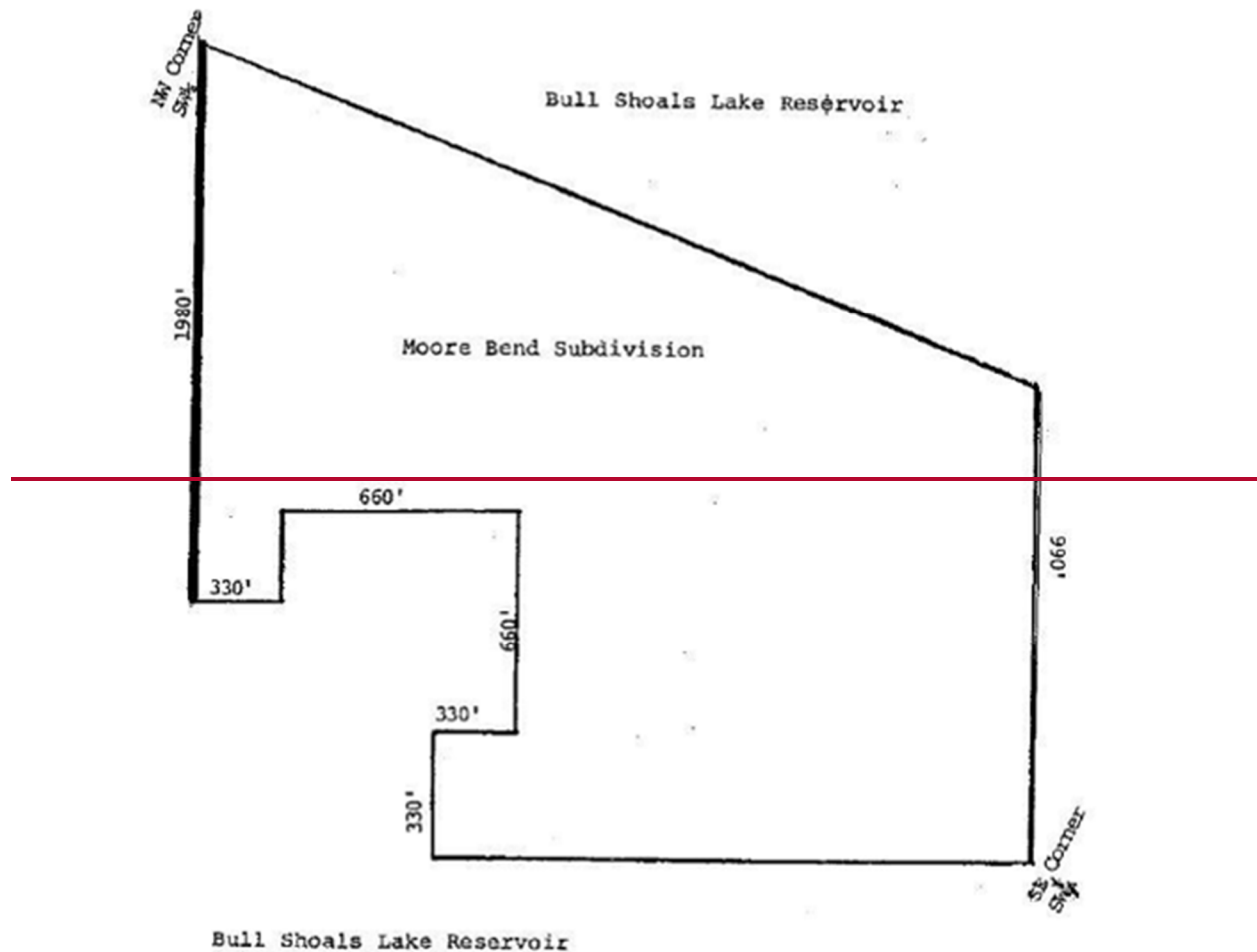 NW Corner
SW¼
Bull Shoals Lake Reservoir
1980'
Moore Bend Subdivision
660'
990'
330'
660'
330'
330'
SE Corner
SW¼
Bull Shoals Lake Reservoir